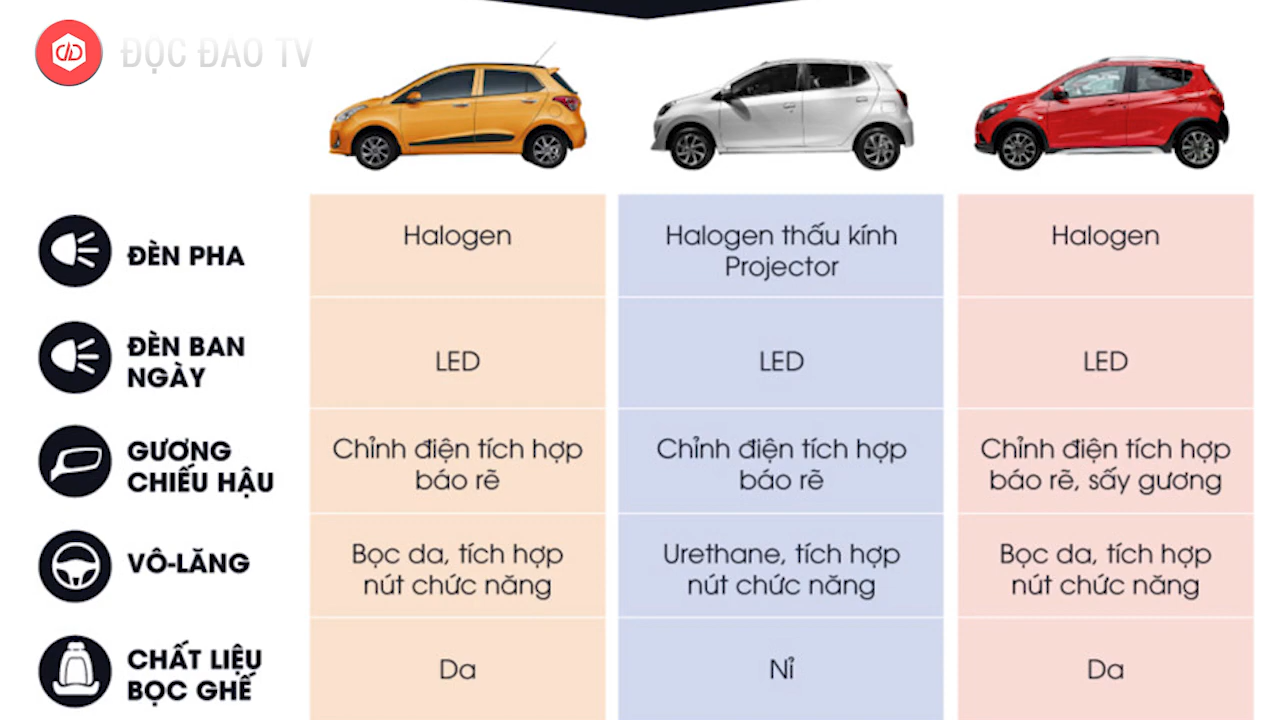 ĐỘC ĐẠO TV
ĐÈN PHA
Halogen
Halogen thấu kính
Projector
Halogen
ĐÈN BAN
NGÀY
LED
LED
LED
GƯƠNG
CHIẾU HẬU
Chỉnh điện tích hợp
báo rẽ
Chỉnh điện tích hợp
báo rẽ
Chỉnh điện tích hợp
báo rẽ, sấy gương
VÔ-LĂNG
Bọc da, tích hợp
nút chức năng
Urethane, tích hợp
nút chức năng
Bọc da, tích hợp
nút chức năng
CHẤT LIỆU
BỌC GHẾ
Da
Nỉ
Da